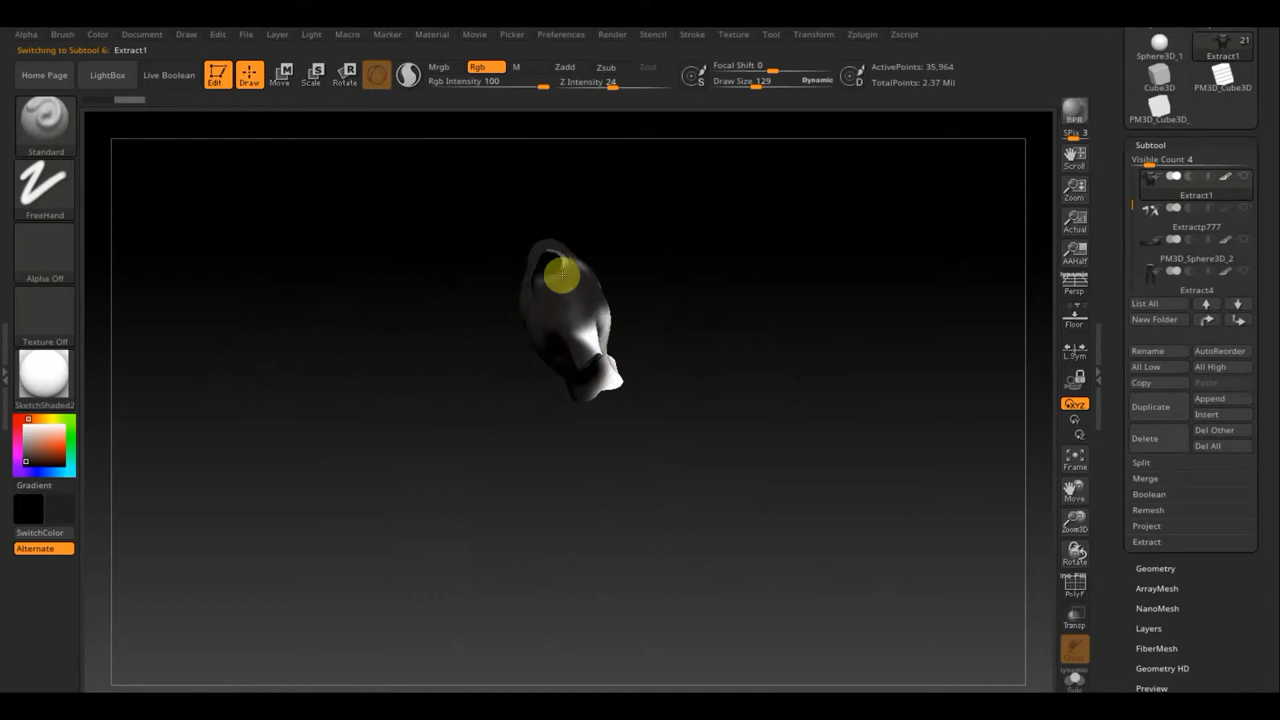 Alpha Brush Color Document Draw Edit File Layer Light Macro Marker Material Movie Picker Preferences Render Stencil Stroke Texture Tool Transform Zplugin Zscript
Switching to Subtool 6: Extract1
Home Page LightBox Live Boolean Edit Draw Move Scale Rotate
Mrgb Rgb M Zadd Zsub Zcut
Rgb Intensity 100 Z Intensity 24
Focal Shift 0
Draw Size 129 Dynamic
ActivePoints: 35,964
TotalPoints: 2.37 Mil
Standard
FreeHand
Alpha Off
Texture Off
SketchShaded2
Gradient
SwitchColor
Alternate
BPR
SPix 3
Scroll
Zoom
Actual
AAHalf
Dynamic
Persp
Floor
L.Sym
XYZ
Frame
Move
Zoom3D
Rotate
PolyF
Transp
Dynamic
Solo
21
Sphere3D_1 Extract1
Cube3D PM3D_Cube3D
PM3D_Cube3D_
Subtool
Visible Count 4
Extract1
Extractp777
PM3D_Sphere3D_2
Extract4
List All
New Folder
Rename AutoReorder
All Low All High
Copy Paste
Duplicate Append
Insert
Delete Del Other
Del All
Split
Merge
Boolean
Remesh
Project
Extract
Geometry
ArrayMesh
NanoMesh
Layers
FiberMesh
Geometry HD
Preview